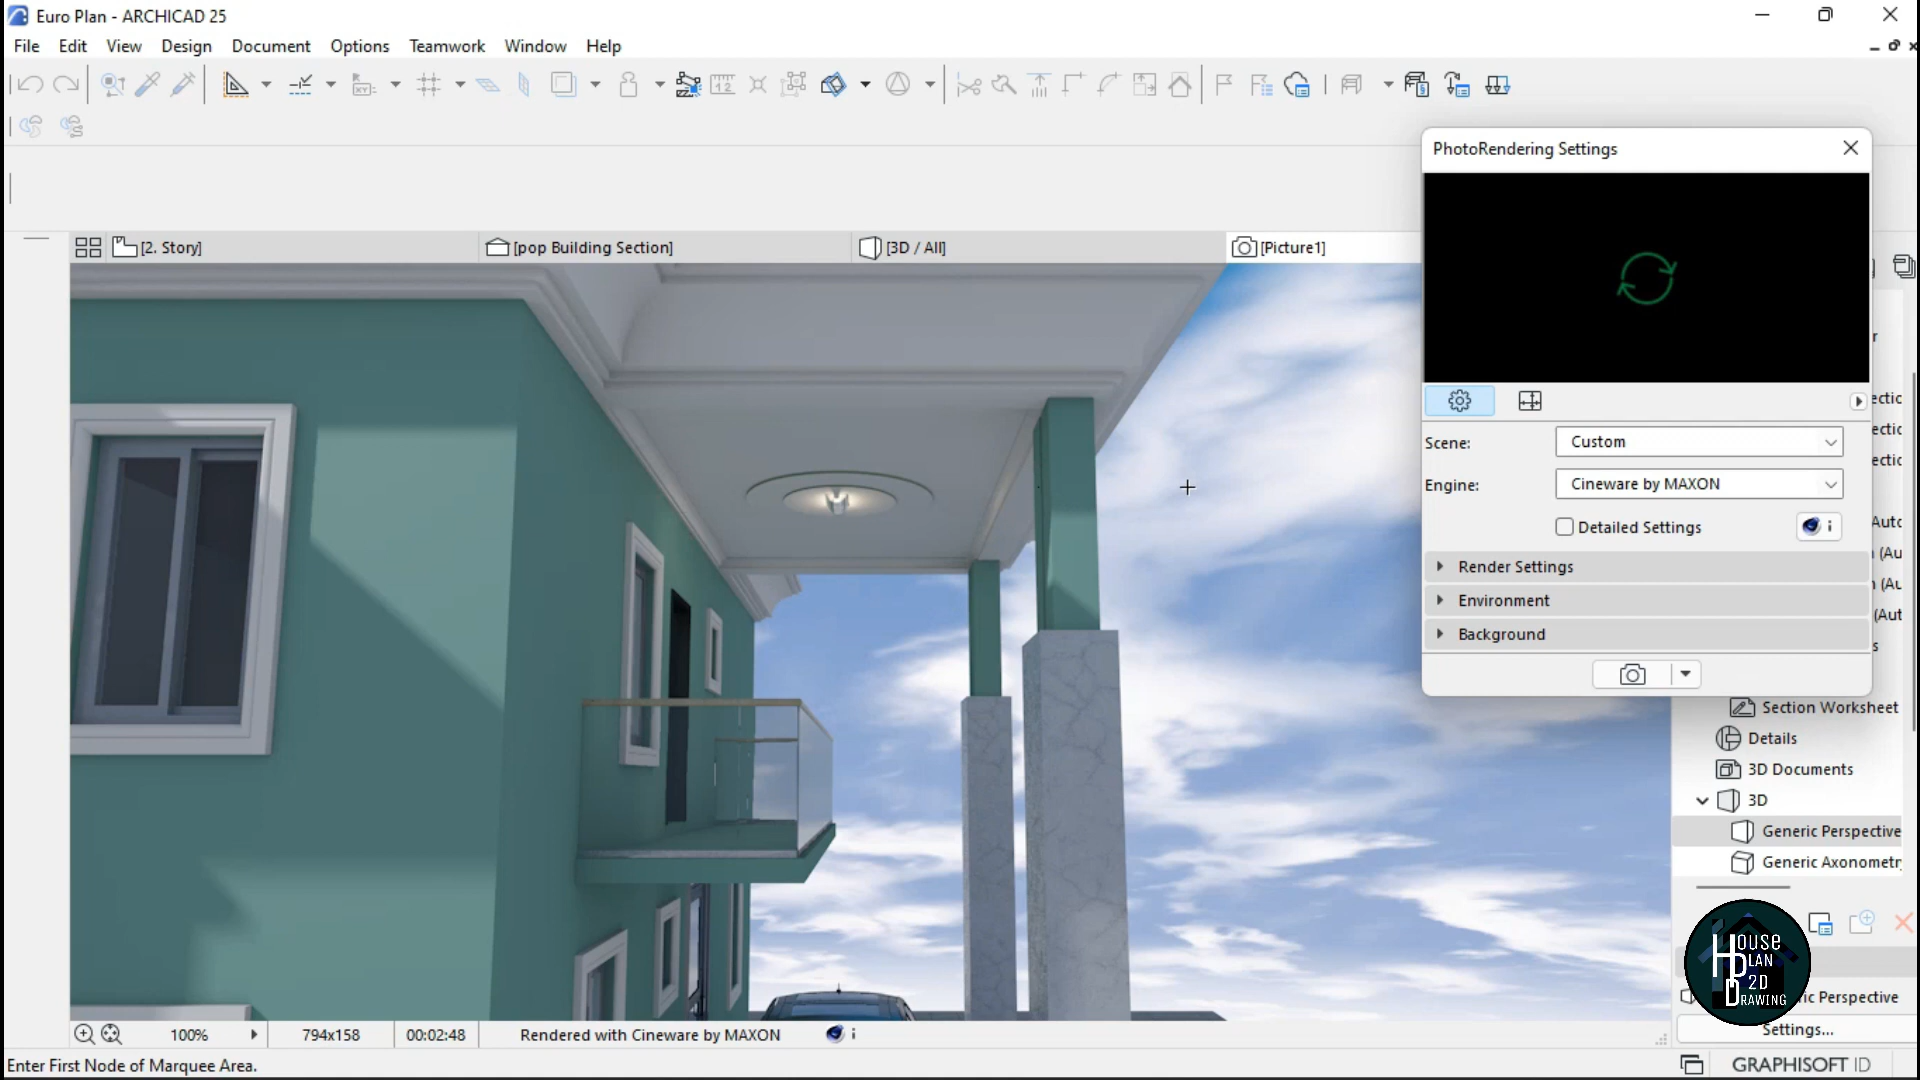 Euro Plan - ARCHICAD 25
File Edit View Design Document Options Teamwork Window Help
PhotoRendering Settings
[2. Story] [pop Building Section] [3D / All] [Picture1]
Scene: Custom
Engine: Cineware by MAXON
Detailed Settings i
Render Settings
Environment
Background
Section Worksheet
Details
3D Documents
3D
Generic Perspective
Generic Axonometr
HOUSE
PLAN
2D
DRAWING
ic Perspective
Settings...
100% 794x158 00:02:48 Rendered with Cineware by MAXON i
Enter First Node of Marquee Area.
GRAPHISOFT ID